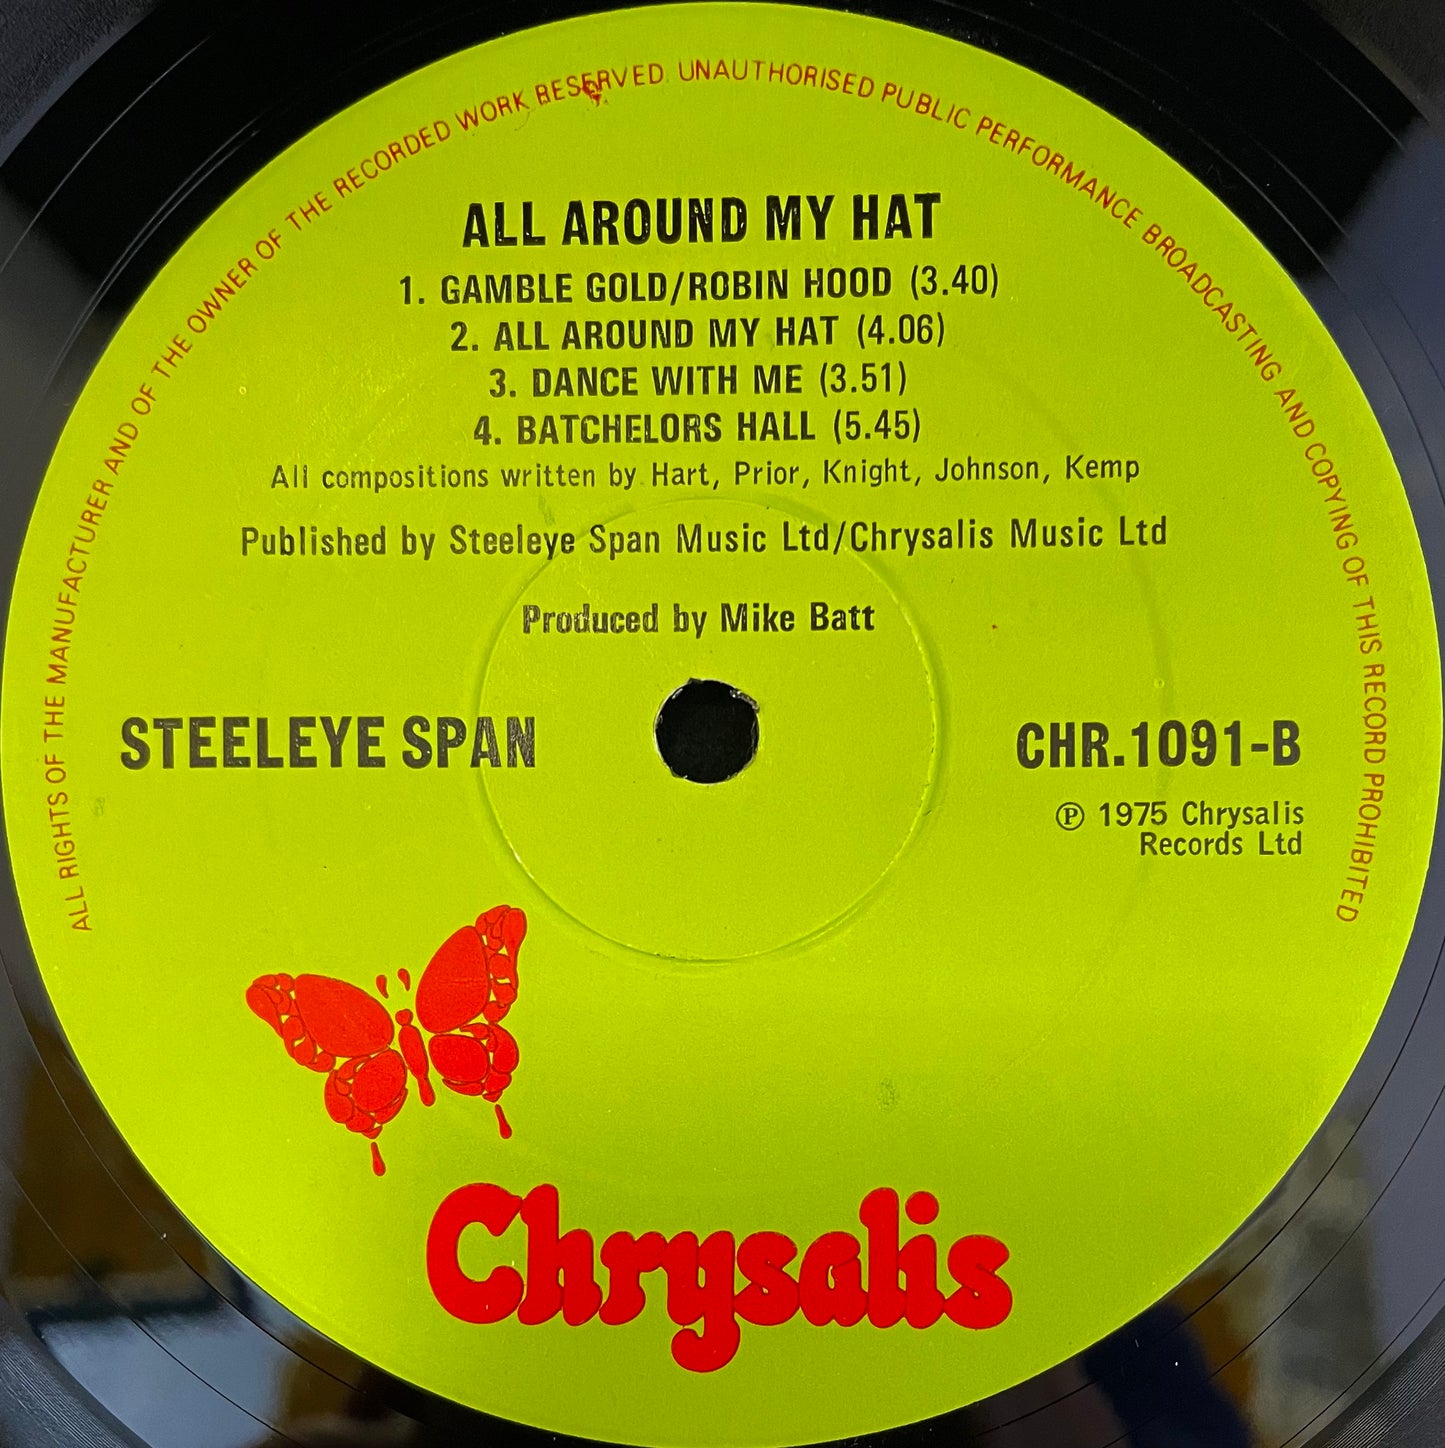 ALL RIGHTS OF THE MANUFACTURER AND OF THE OWNER OF THE RECORDED WORK RESERVED. UNAUTHORISED PUBLIC PERFORMANCE BROADCASTING AND COPYING OF THIS RECORD PROHIBITED
ALL AROUND MY HAT
1. GAMBLE GOLD/ROBIN HOOD (3.40)
2. ALL AROUND MY HAT (4.06)
3. DANCE WITH ME (3.51)
4. BATCHELORS HALL (5.45)
All compositions written by Hart, Prior, Knight, Johnson, Kemp
Published by Steeleye Span Music Ltd/Chrysalis Music Ltd
Produced by Mike Batt
STEELEYE SPAN
CHR.1091-B
℗ 1975 Chrysalis
Records Ltd
Chrysalis